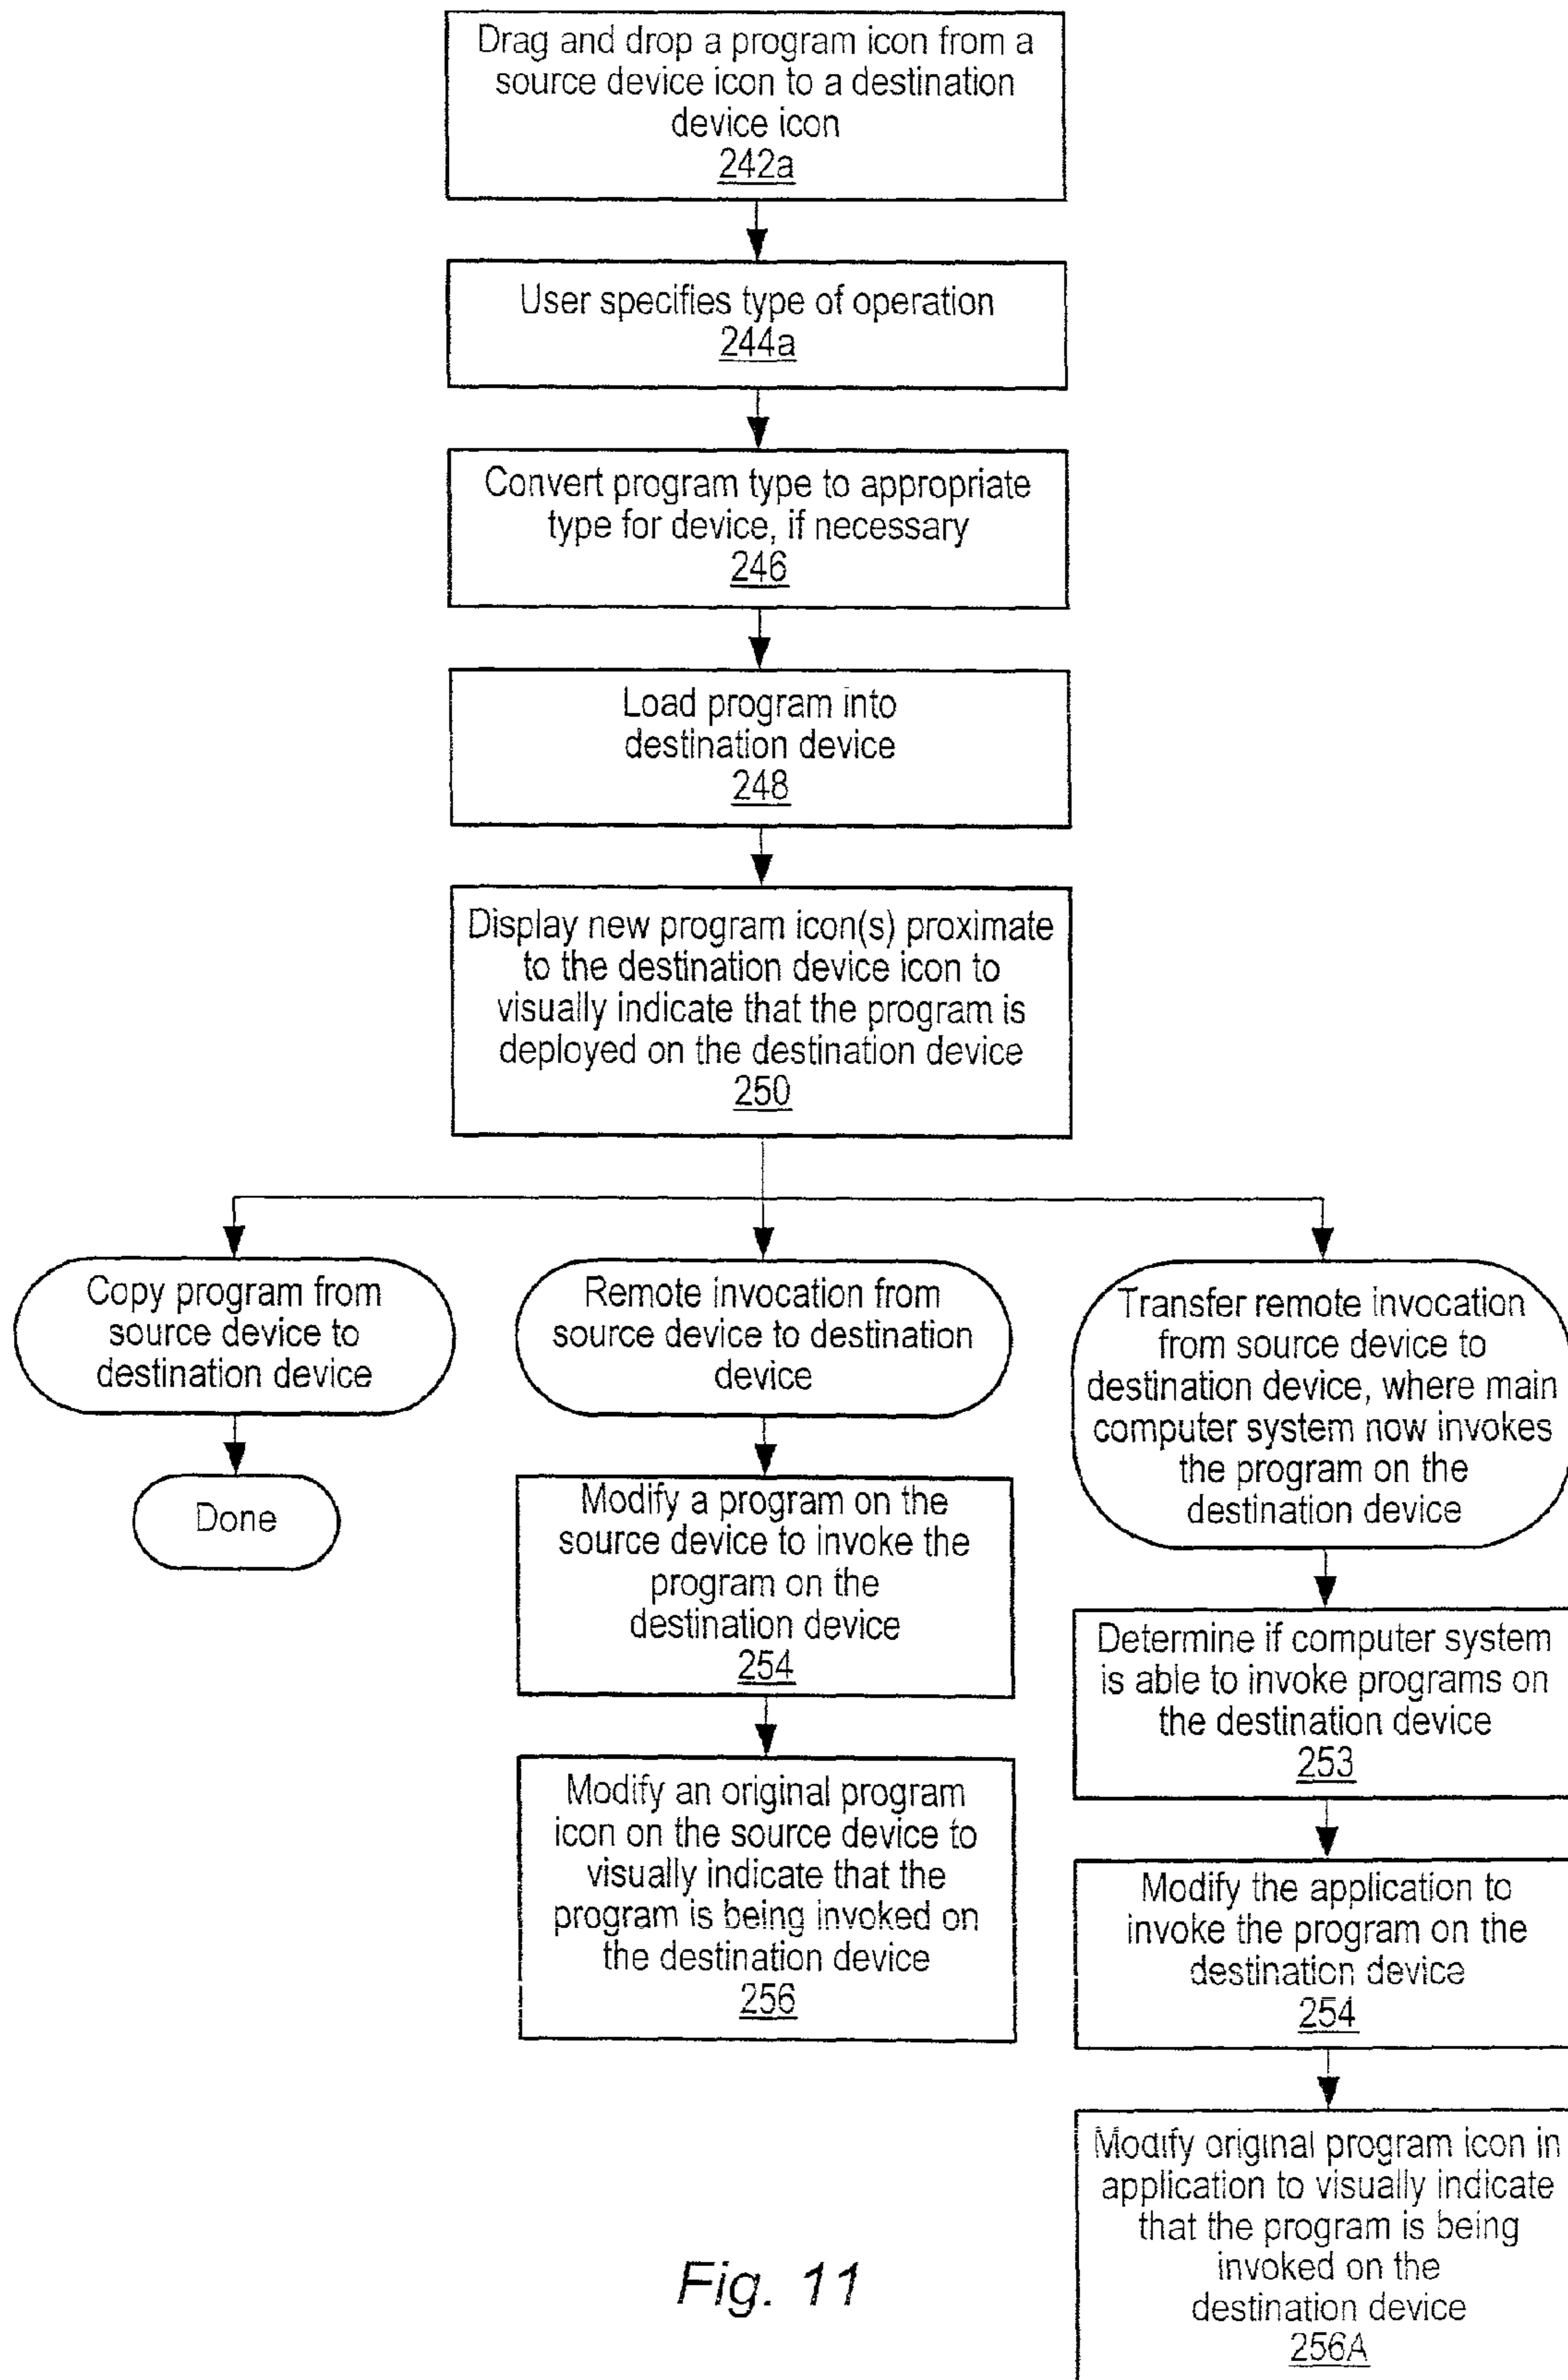 Drag and drop a program icon from a
source device icon to a destination
device icon
242a
User specifies type of operation
244a
Convert program type to appropriate
type for device, if necessary
246
Load program into
destination device
248
Display new program icon(s) proximate
to the destination device icon to
visually indicate that the program is
deployed on the destination device
250
Copy program from
source device to
destination device
Done
Remote invocation from
source device to destination
device
Modify a program on the
source device to invoke the
program on the
destination device
254
Modify an original program
icon on the source device to
visually indicate that the
program is being invoked on
the destination device
256
Transfer remote invocation
from source device to
destination device, where main
computer system now invokes
the program on the
destination device
Determine if computer system
is able to invoke programs on
the destination device
253
Modify the application to
invoke the program on the
destination device
254
Modify original program icon in
application to visually indicate
that the program is being
invoked on the
destination device
256A
Fig. 11